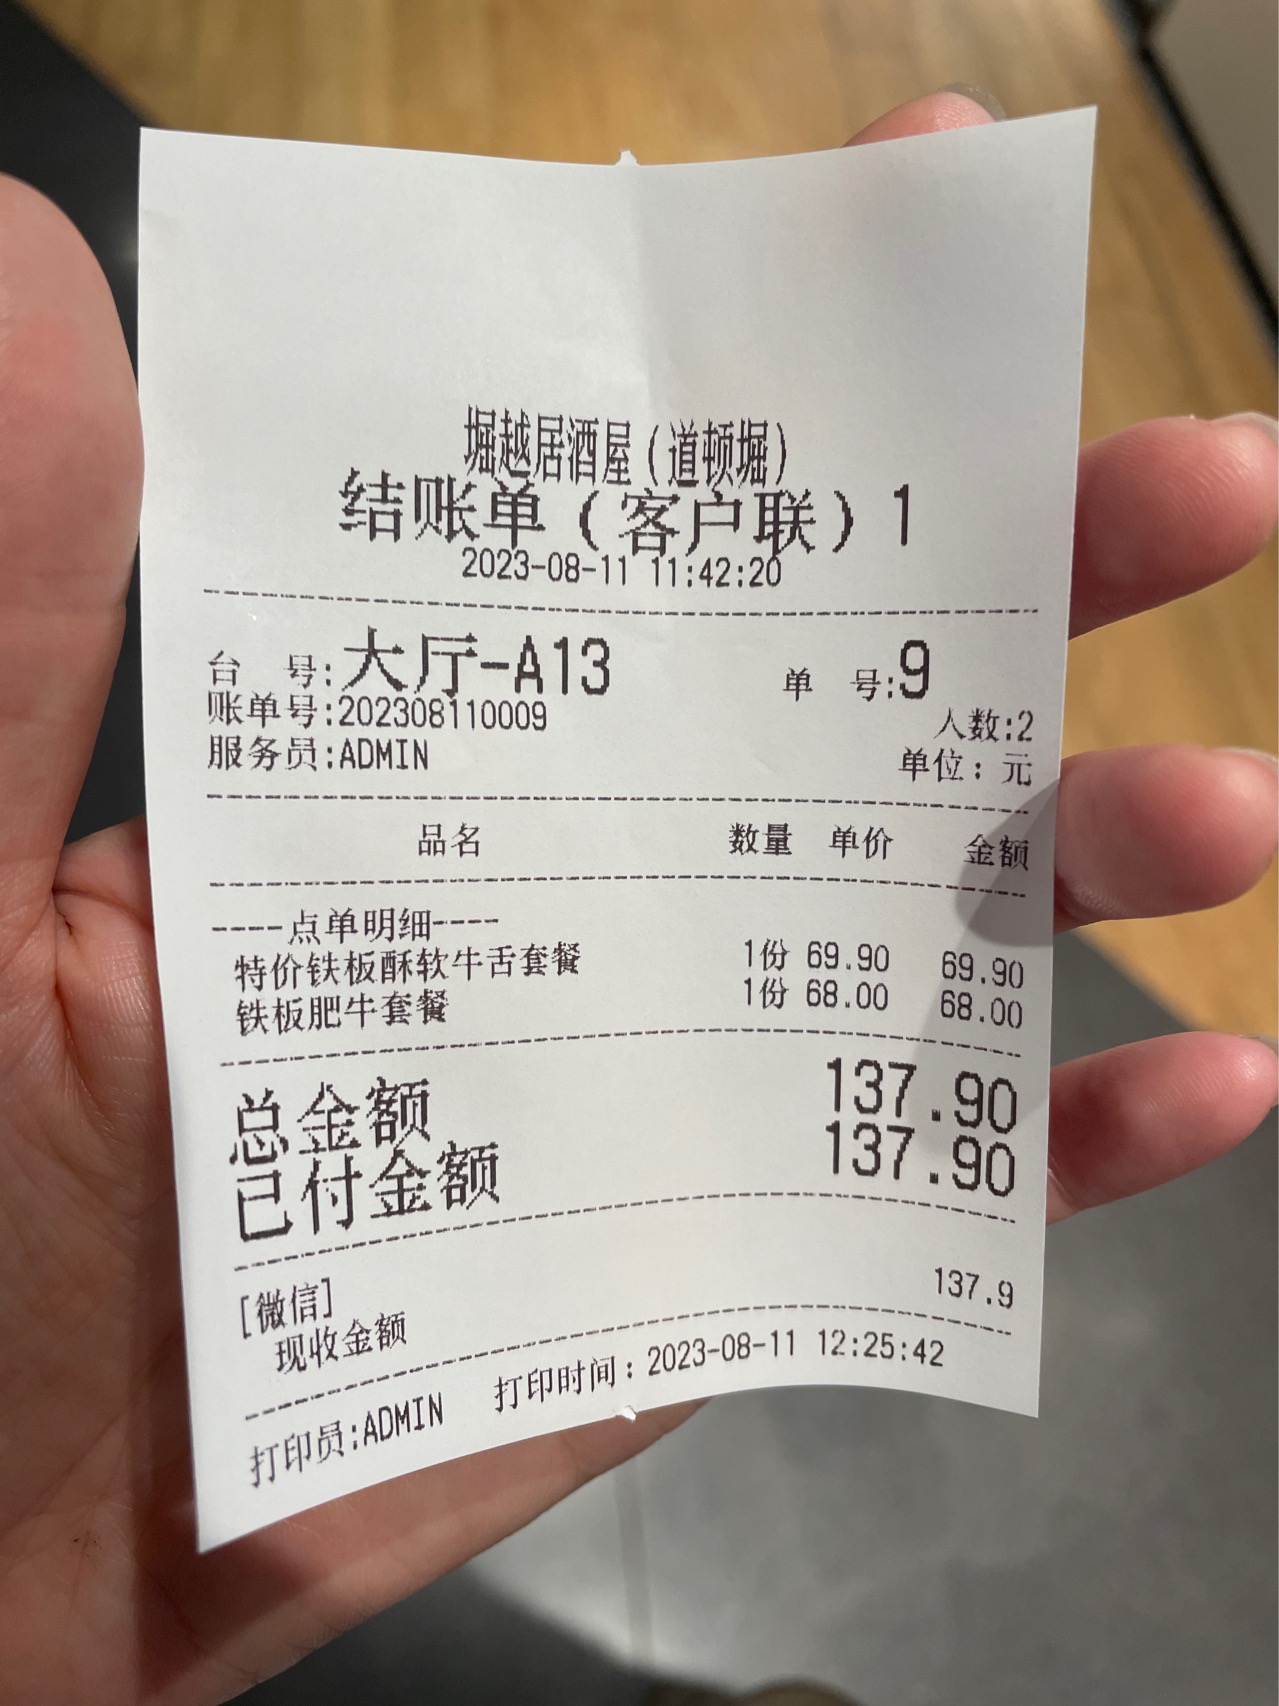 堀越居酒屋(道顿堀)
结账单(客户联)1
2023-08-11 11:42:20
台 号:大厅-A13 单 号:9
账单号:202308110009 人数:2
服务员:ADMIN 单位: 元
品名 数量 单价 金额
----点单明细----
特价铁板酥软牛舌套餐 1份 69.90 69.90
铁板肥牛套餐 1份 68.00 68.00
总金额 137.90
已付金额 137.90
[微信] 137.9
现收金额
打印员:ADMIN 打印时间: 2023-08-11 12:25:42